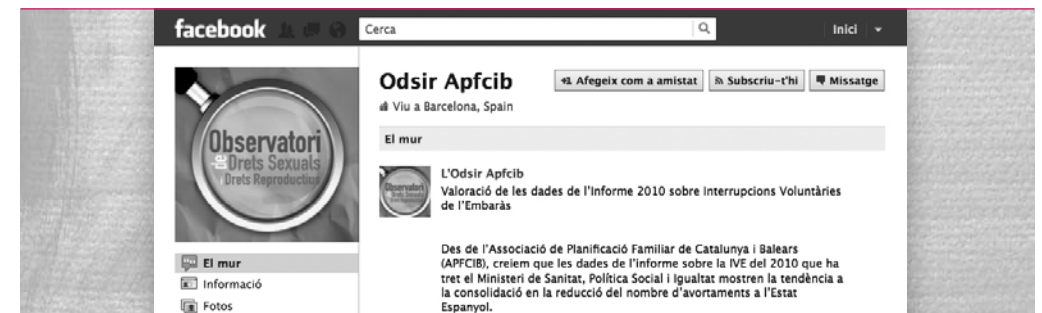 facebook
Cerca
Inici
Odsir Apfcib
+1 Afegeix com a amistat
Subscriu-t'hi
Missatge
Viu a Barcelona, Spain
El mur
Observatori
de Drets Sexuals
i Drets Reproductius
L'Odsir Apfcib
Valoració de les dades de l'Informe 2010 sobre Interrupcions Voluntàries
de l'Embaràs
Des de l'Associació de Planificació Familiar de Catalunya i Balears
(APFCIB), creiem que les dades de l'informe sobre la IVE del 2010 que ha
tret el Ministeri de Sanitat, Política Social i Igualtat mostren la tendència a
la consolidació en la reducció del nombre d'avortaments a l'Estat
Espanyol.
El mur
Informació
Fotos